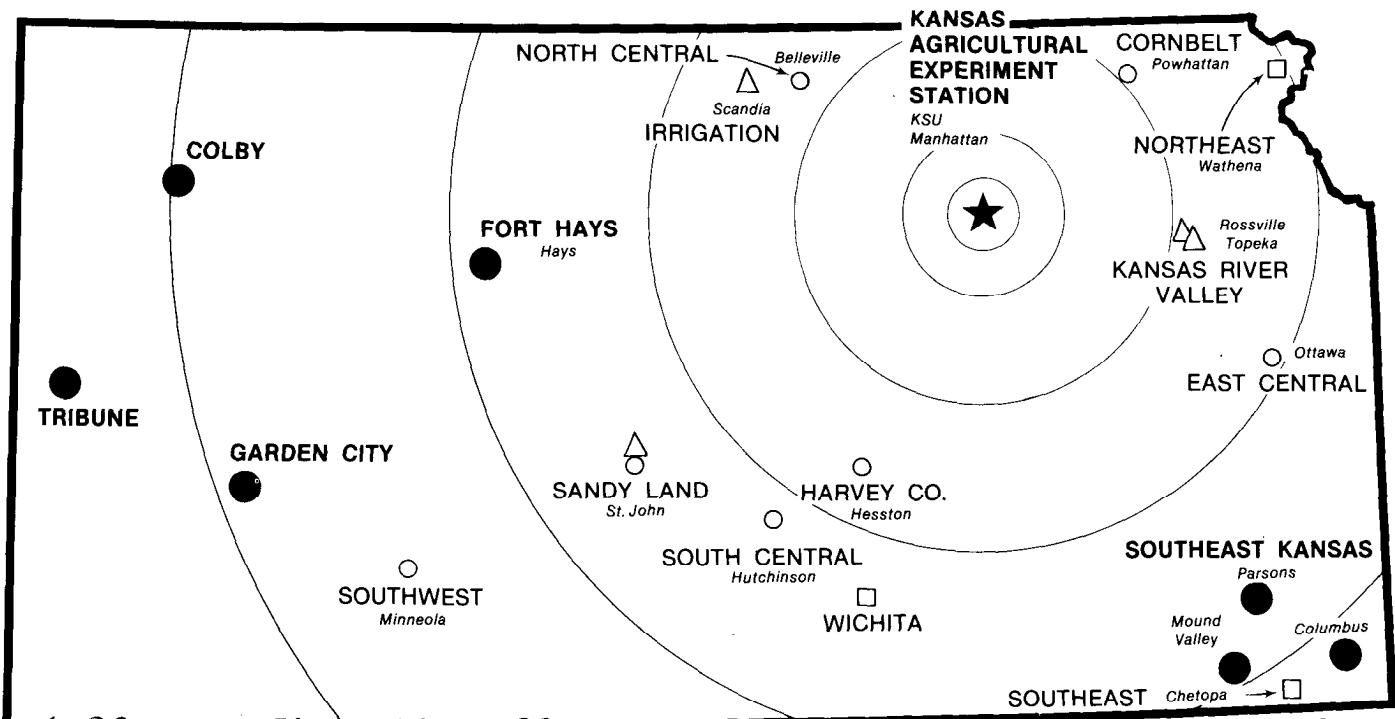 KANSAS
AGRICULTURAL
EXPERIMENT
STATION
KSU
Manhattan
NORTH CENTRAL
Belleville
Scandia
IRRIGATION
CORNBELT
Powhattan
NORTHEAST
Wathena
COLBY
FORT HAYS
Hays
Rossville
Topeka
KANSAS RIVER
VALLEY
Ottawa
EAST CENTRAL
TRIBUNE
GARDEN CITY
SANDY LAND
St. John
HARVEY CO.
Hesston
SOUTH CENTRAL
Hutchinson
SOUTHWEST
Minneola
WICHITA
SOUTHEAST KANSAS
Parsons
Mound
Valley
Columbus
SOUTHEAST Chetopa